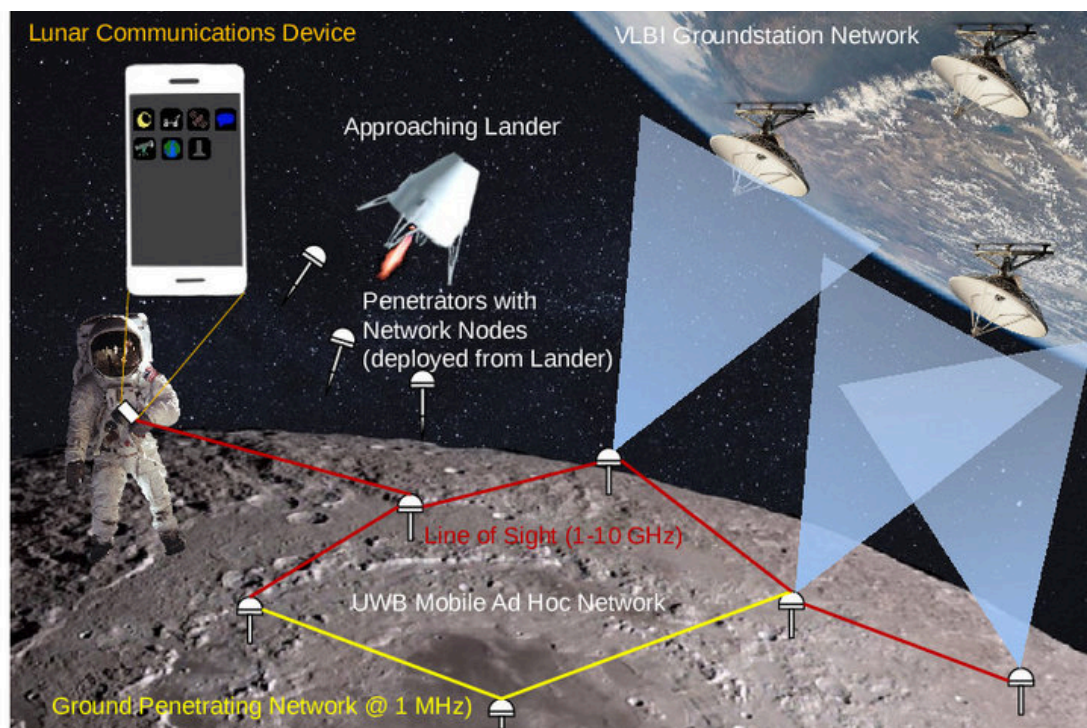 Lunar Communications Device
VLBI Groundstation Network
Approaching Lander
Penetrators with
Network Nodes
(deployed from Lander)
Line of Sight (1-10 GHz)
UWB Mobile Ad Hoc Network
Ground Penetrating Network @ 1 MHz)